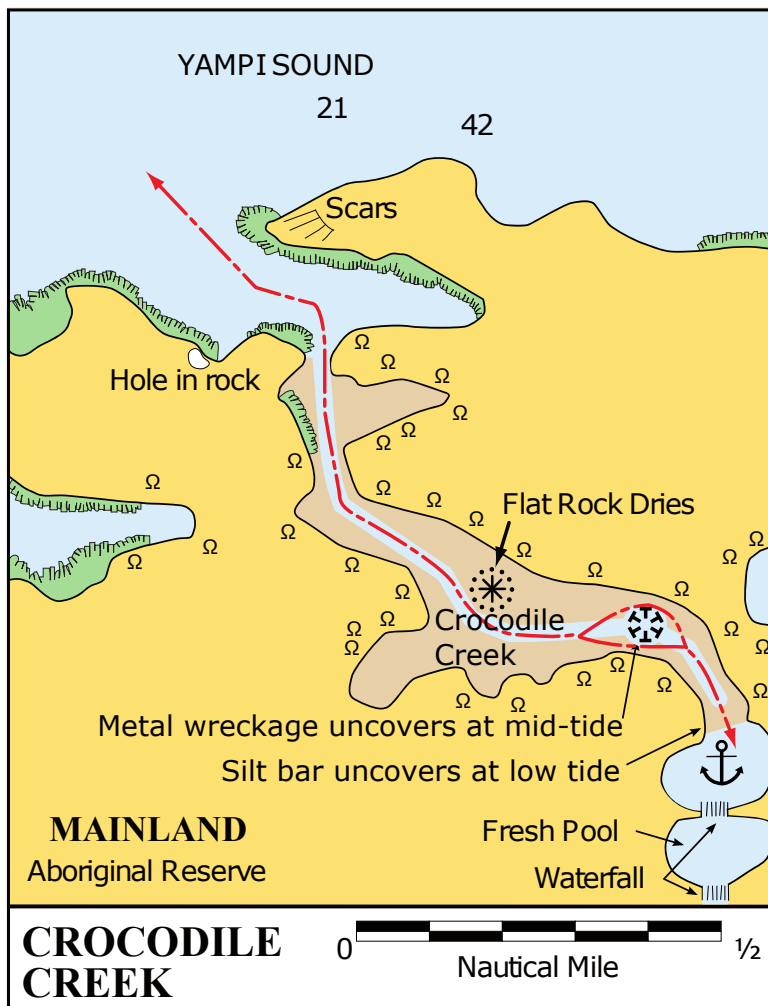 YAMPI SOUND
21
42
Scars
Hole in rock
Flat Rock Dries
Crocodile
Creek
Metal wreckage uncovers at mid-tide
Silt bar uncovers at low tide
MAINLAND
Aboriginal Reserve
Fresh Pool
Waterfall
CROCODILE
CREEK
0
½
Nautical Mile